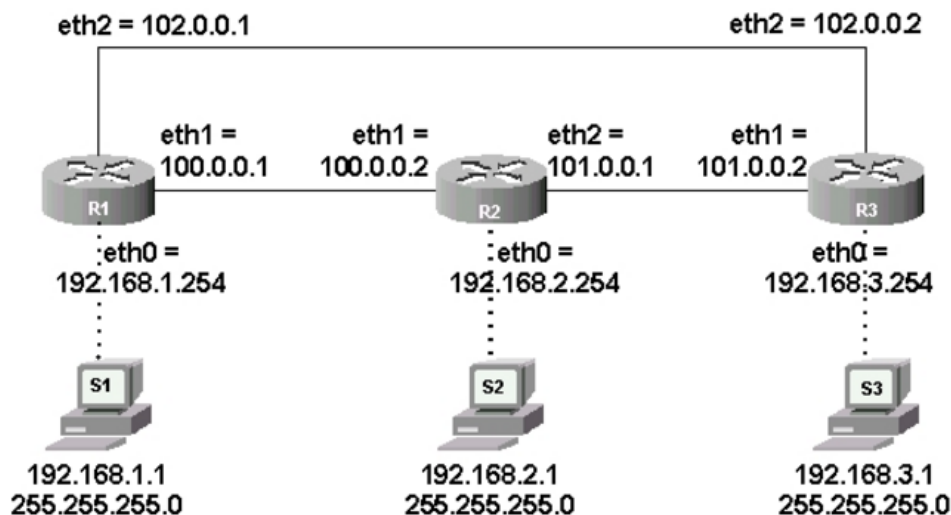 eth2 = 102.0.0.1
eth2 = 102.0.0.2
eth1 =
100.0.0.1
eth1 =
100.0.0.2
eth2 =
101.0.0.1
eth1 =
101.0.0.2
R1
R2
R3
eth0 =
192.168.1.254
eth0 =
192.168.2.254
eth0 =
192.168.3.254
S1
S2
S3
192.168.1.1
255.255.255.0
192.168.2.1
255.255.255.0
192.168.3.1
255.255.255.0